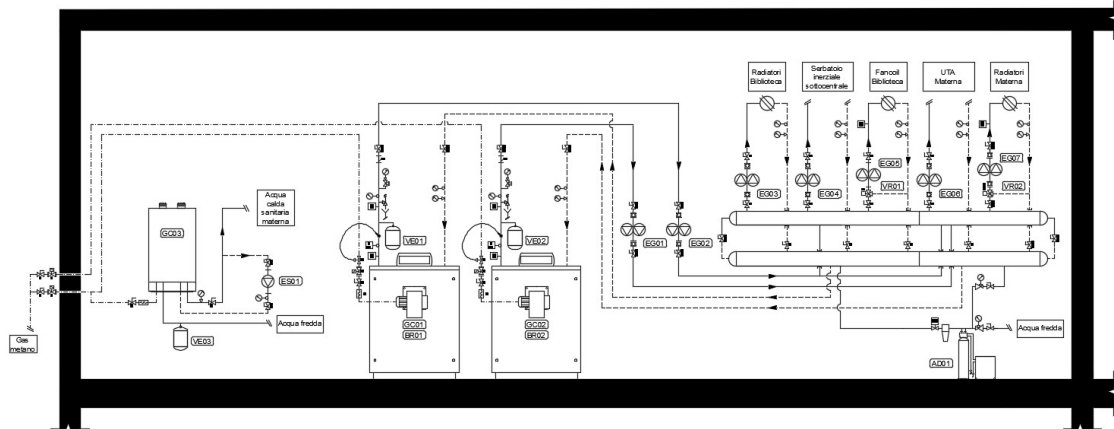 Radiatori
Biblioteca
Serbatoio
inerziale
sottocentrale
Fancoil
Biblioteca
UTA
Materna
Radiatori
Materna
EG05
EG07
EG03
EG04
VR01
EG06
VR02
Acqua
calda
sanitaria
materna
GC03
VE01
VE02
EG01
EG02
ES01
GC01
BR01
GC02
BR02
Acqua fredda
Acqua fredda
Gas
metano
VE03
AD01